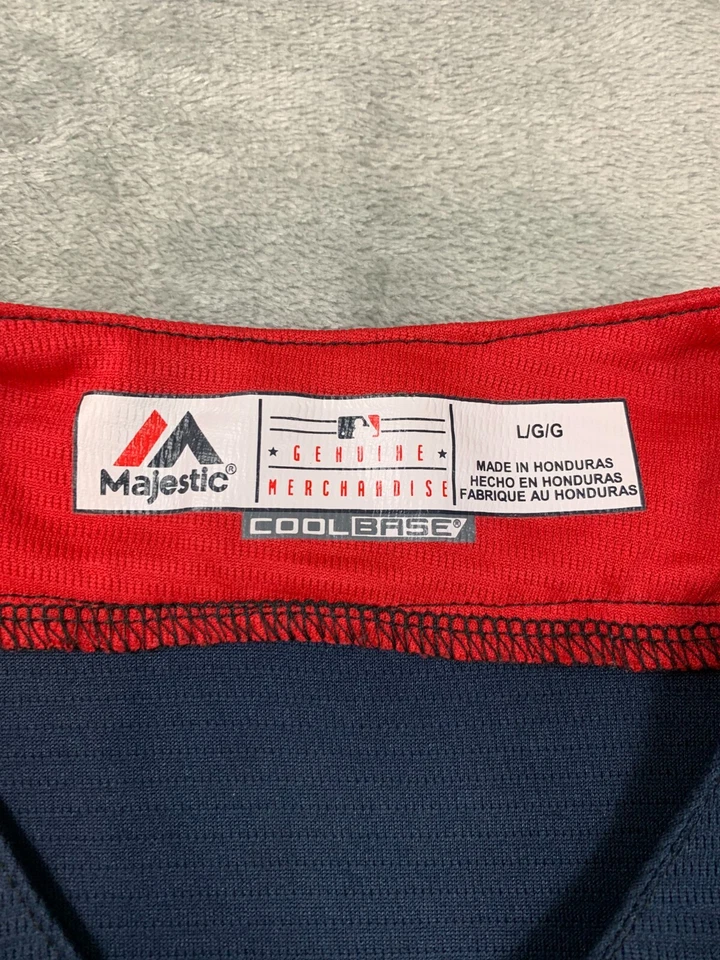 Majestic®
GENUINE
MERCHANDISE
L/G/G
MADE IN HONDURAS
HECHO EN HONDURAS
FABRIQUE AU HONDURAS
COOLBASE®